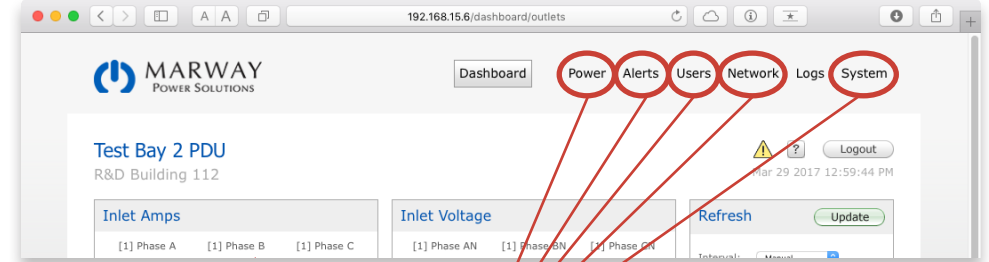 A A 192.168.15.6/dashboard/outlets
MARWAY
POWER SOLUTIONS
Dashboard Power Alerts Users Network Logs System
Test Bay 2 PDU
R&D Building 112
? Logout
Mar 29 2017 12:59:44 PM
Inlet Amps Inlet Voltage Refresh Update
[1] Phase A [1] Phase B [1] Phase C [1] Phase AN [1] Phase BN [1] Phase CN
Interval: Manual